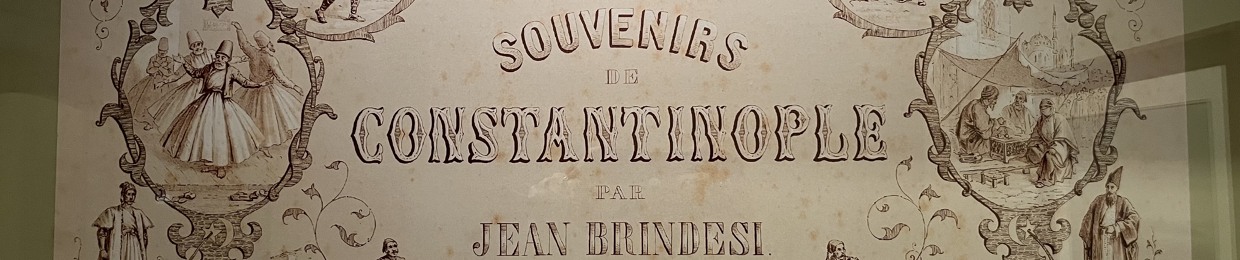 SOUVENIRS
DE
CONSTANTINOPLE
PAR
JEAN BRINDESI.